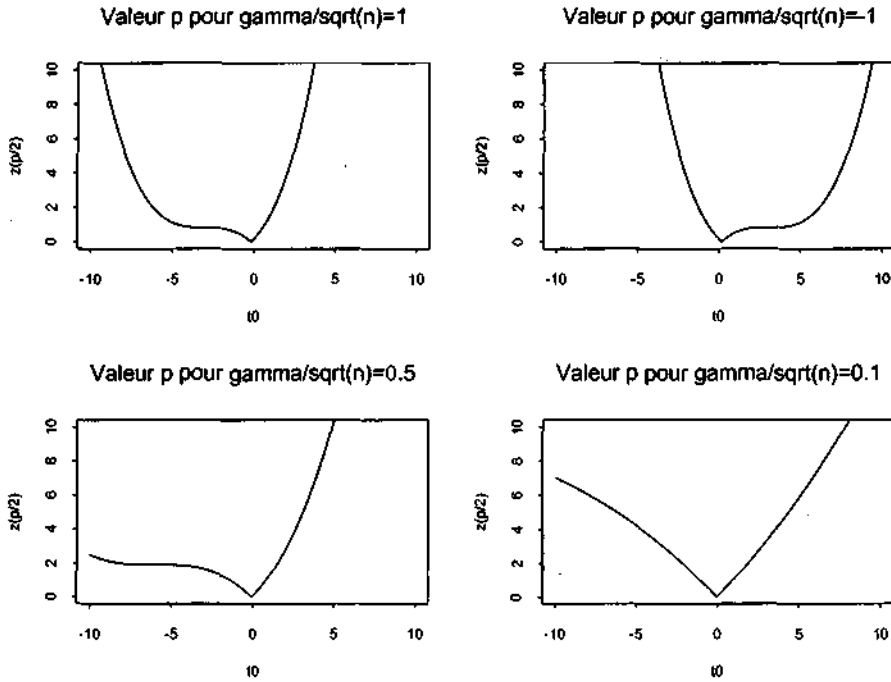 Valeur p pour gamma/sqrt(n)=1
z(p/2)
10
8
6
4
2
0
-10 -5 0 5 10
t0
Valeur p pour gamma/sqrt(n)=-1
z(p/2)
10
8
6
4
2
0
-10 -5 0 5 10
t0
Valeur p pour gamma/sqrt(n)=0.5
z(p/2)
10
8
6
4
2
0
-10 -5 0 5 10
t0
Valeur p pour gamma/sqrt(n)=0.1
z(p/2)
10
8
6
4
2
0
-10 -5 0 5 10
t0